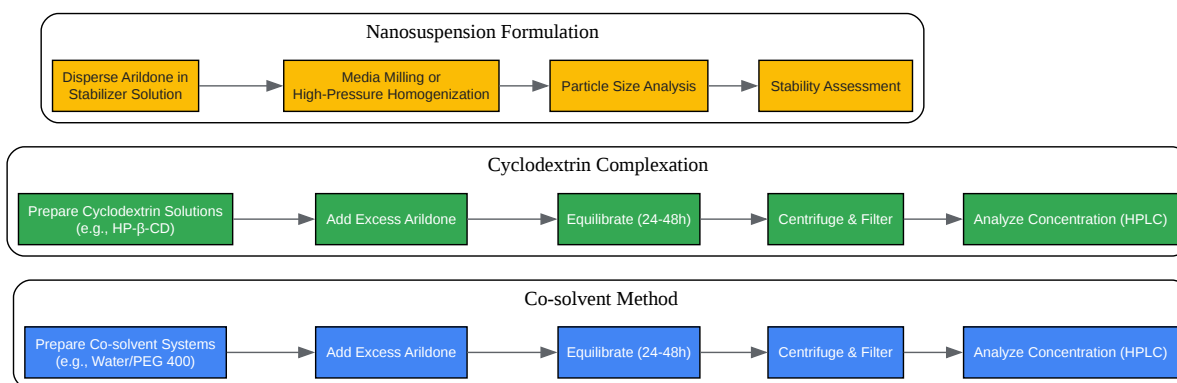 Nanosuspension Formulation
Disperse Arildone in
Stabilizer Solution
Media Milling or
High-Pressure Homogenization
Particle Size Analysis
Stability Assessment
Cyclodextrin Complexation
Prepare Cyclodextrin Solutions
(e.g., HP-β-CD)
Add Excess Arildone
Equilibrate (24-48h)
Centrifuge & Filter
Analyze Concentration (HPLC)
Co-solvent Method
Prepare Co-solvent Systems
(e.g., Water/PEG 400)
Add Excess Arildone
Equilibrate (24-48h)
Centrifuge & Filter
Analyze Concentration (HPLC)